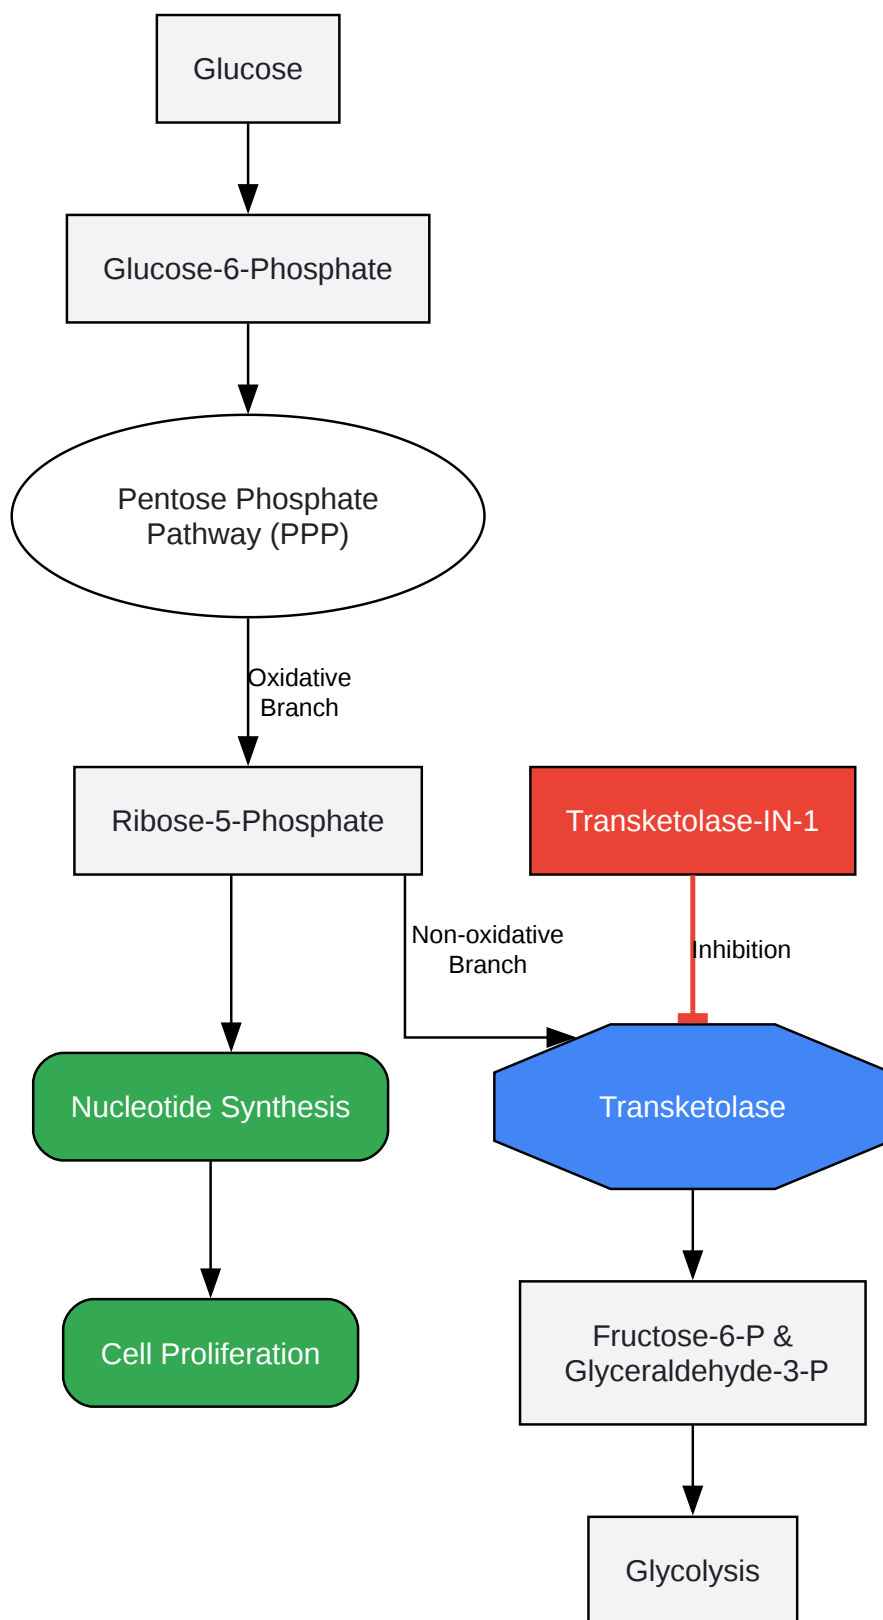 Glucose
Glucose-6-Phosphate
Pentose Phosphate
Pathway (PPP)
Oxidative
Branch
Ribose-5-Phosphate
Transketolase-IN-1
Non-oxidative
Branch
Inhibition
Nucleotide Synthesis
Transketolase
Cell Proliferation
Fructose-6-P &
Glyceraldehyde-3-P
Glycolysis